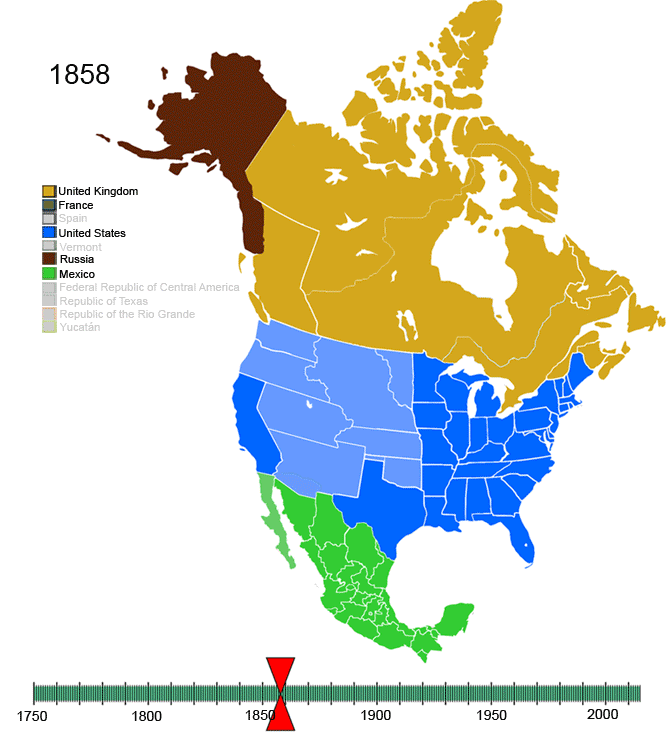 1858
United Kingdom
France
Spain
United States
Vermont
Russia
Mexico
Federal Republic of Central America
Republic of Texas
Republic of the Rio Grande
Yucatán
1750 1800 1850 1900 1950 2000